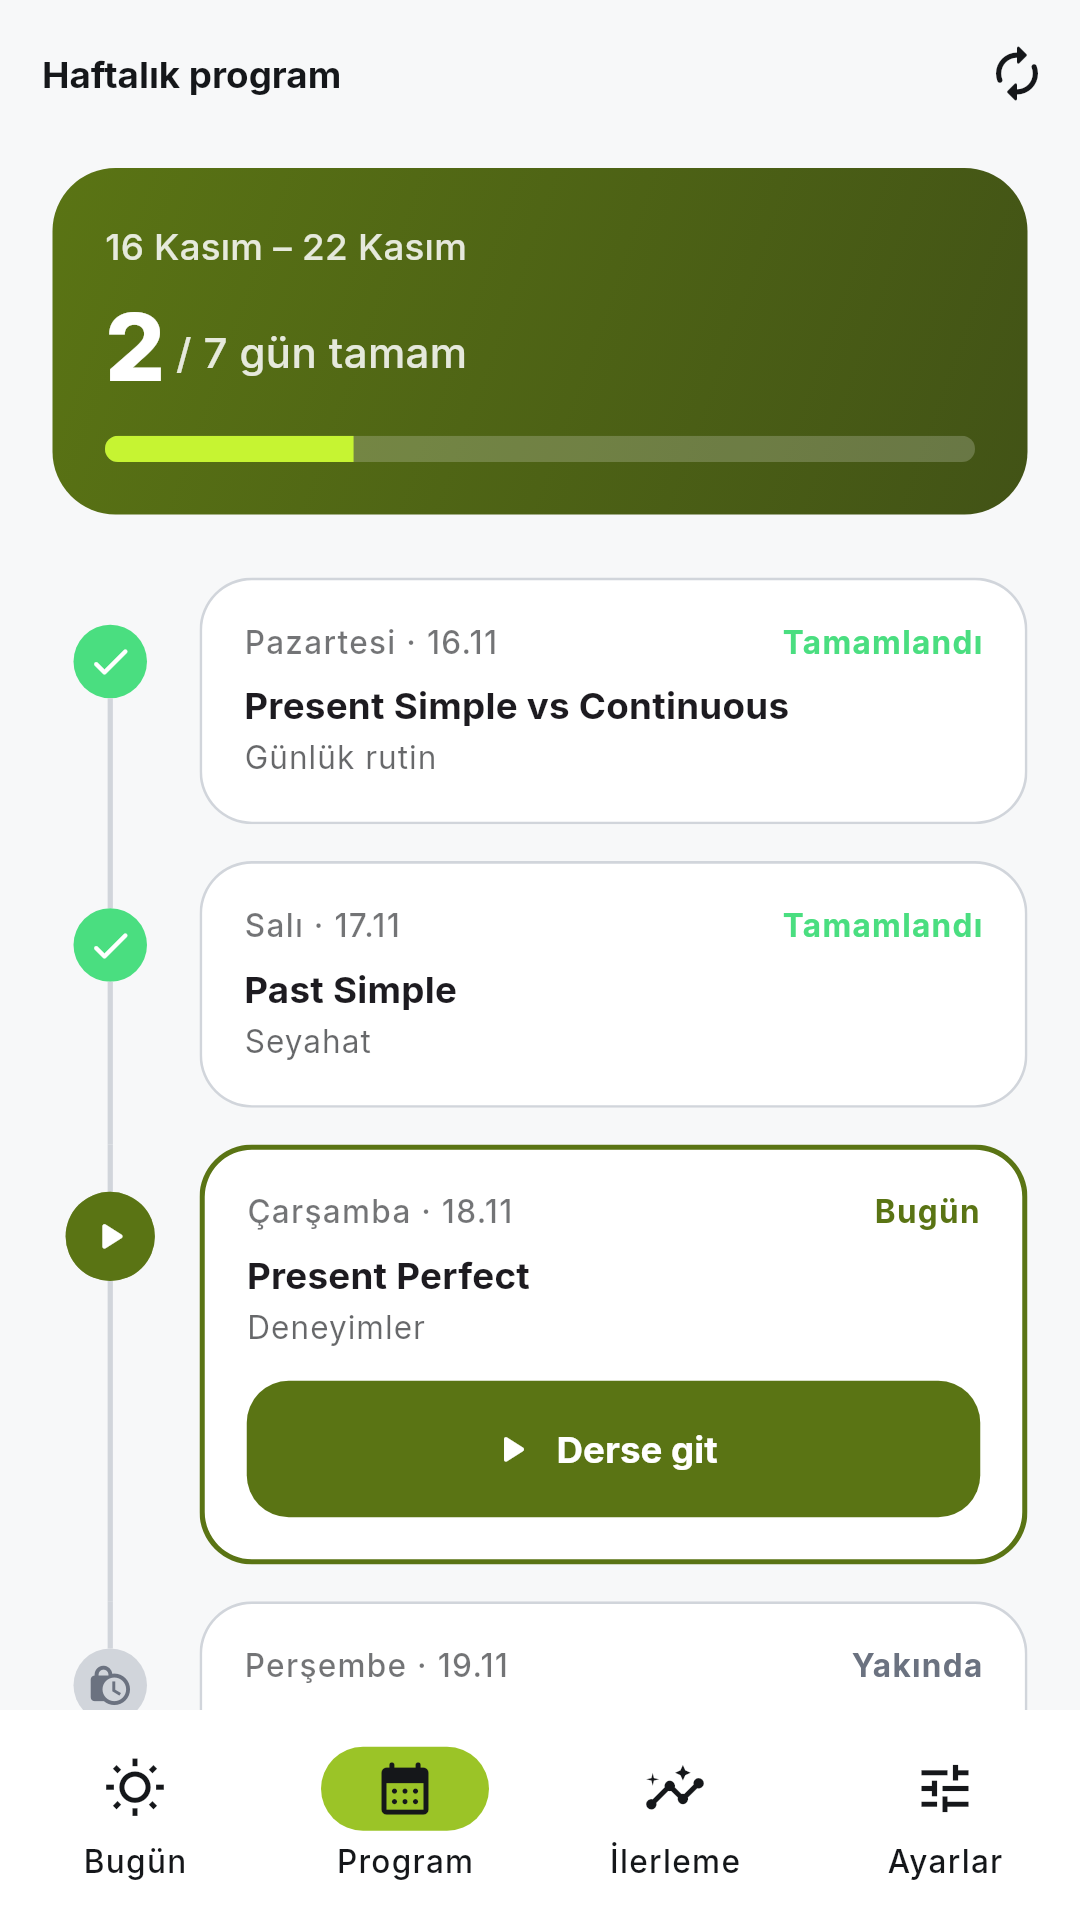 Haftalık program
16 Kasım – 22 Kasım
2 / 7 gün tamam
Pazartesi · 16.11
Tamamlandı
Present Simple vs Continuous
Günlük rutin
Salı · 17.11
Tamamlandı
Past Simple
Seyahat
Çarşamba · 18.11
Bugün
Present Perfect
Deneyimler
Derse git
Perşembe · 19.11
Yakında
Bugün
Program
İlerleme
Ayarlar